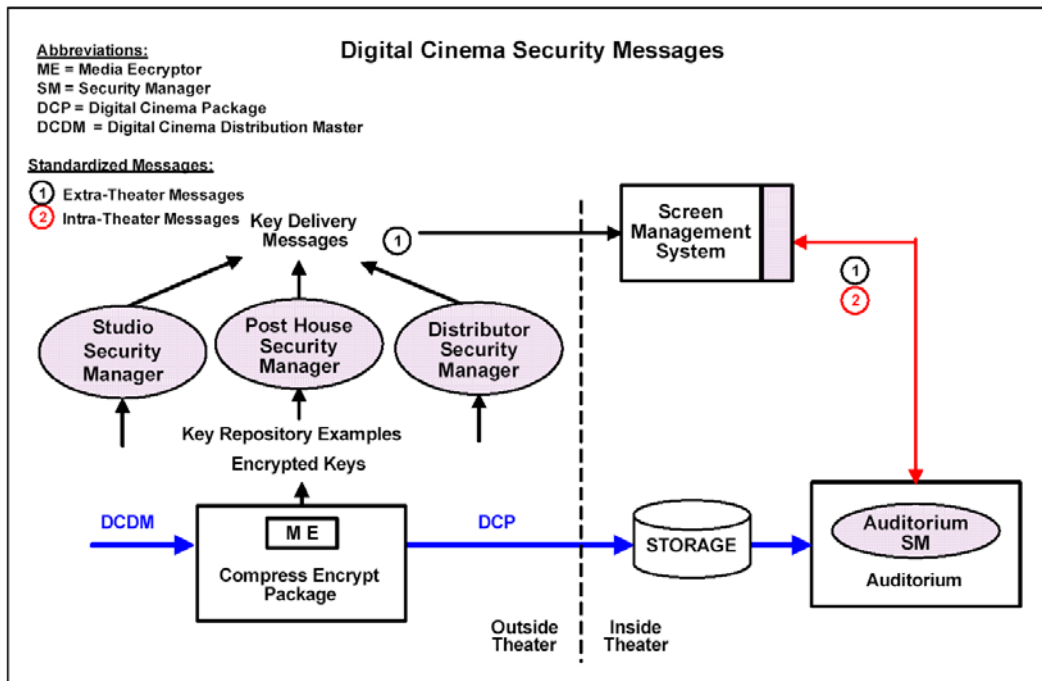 Digital Cinema Security Messages
Abbreviations:
ME = Media Eecryptor
SM = Security Manager
DCP = Digital Cinema Package
DCDM = Digital Cinema Distribution Master
Standardized Messages:
1 Extra-Theater Messages
2 Intra-Theater Messages
Key Delivery
Messages
1
Screen
Management
System
1
2
Studio
Security
Manager
Post House
Security
Manager
Distributor
Security
Manager
Key Repository Examples
Encrypted Keys
DCDM
M E
Compress Encrypt
Package
DCP
STORAGE
Auditorium
SM
Auditorium
Outside
Theater
Inside
Theater